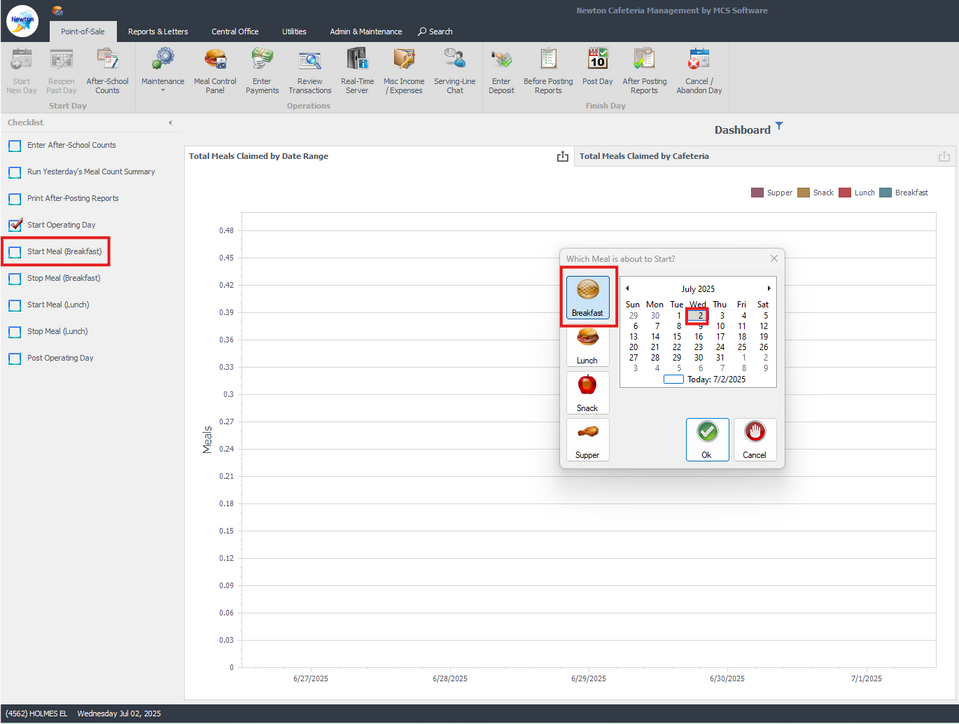 Newton Cafeteria Management by MCS Software
Newton
Point-of-Sale
Reports & Letters
Central Office
Utilities
Admin & Maintenance
Search
Start
New Day
Reopen
Past Day
After-School
Counts
Start Day
Maintenance
Meal Control
Panel
Enter
Payments
Review
Transactions
Real-Time
Server
Misc Income
/ Expenses
Serving-Line
Chat
Operations
Enter
Deposit
Before Posting
Reports
10
Post Day
After Posting
Reports
Cancel /
Abandon Day
Finish Day
Checklist
Enter After-School Counts
Run Yesterday's Meal Count Summary
Print After-Posting Reports
Start Operating Day
Start Meal (Breakfast)
Stop Meal (Breakfast)
Start Meal (Lunch)
Stop Meal (Lunch)
Post Operating Day
Dashboard
Total Meals Claimed by Date Range
Total Meals Claimed by Cafeteria
Supper Snack Lunch Breakfast
Meals
0.48
0.45
0.42
0.39
0.36
0.33
0.3
0.27
0.24
0.21
0.18
0.15
0.12
0.09
0.06
0.03
0
6/27/2025 6/28/2025 6/29/2025 6/30/2025 7/1/2025
Which Meal is about to Start?
Breakfast
Lunch
Snack
Supper
July 2025
Sun Mon Tue Wed Thu Fri Sat
29 30 1 2 3 4 5
6 7 8 9 10 11 12
13 14 15 16 17 18 19
20 21 22 23 24 25 26
27 28 29 30 31 1 2
3 4 5 6 7 8 9
Today: 7/2/2025
Ok
Cancel
(4562) HOLMES EL Wednesday Jul 02, 2025